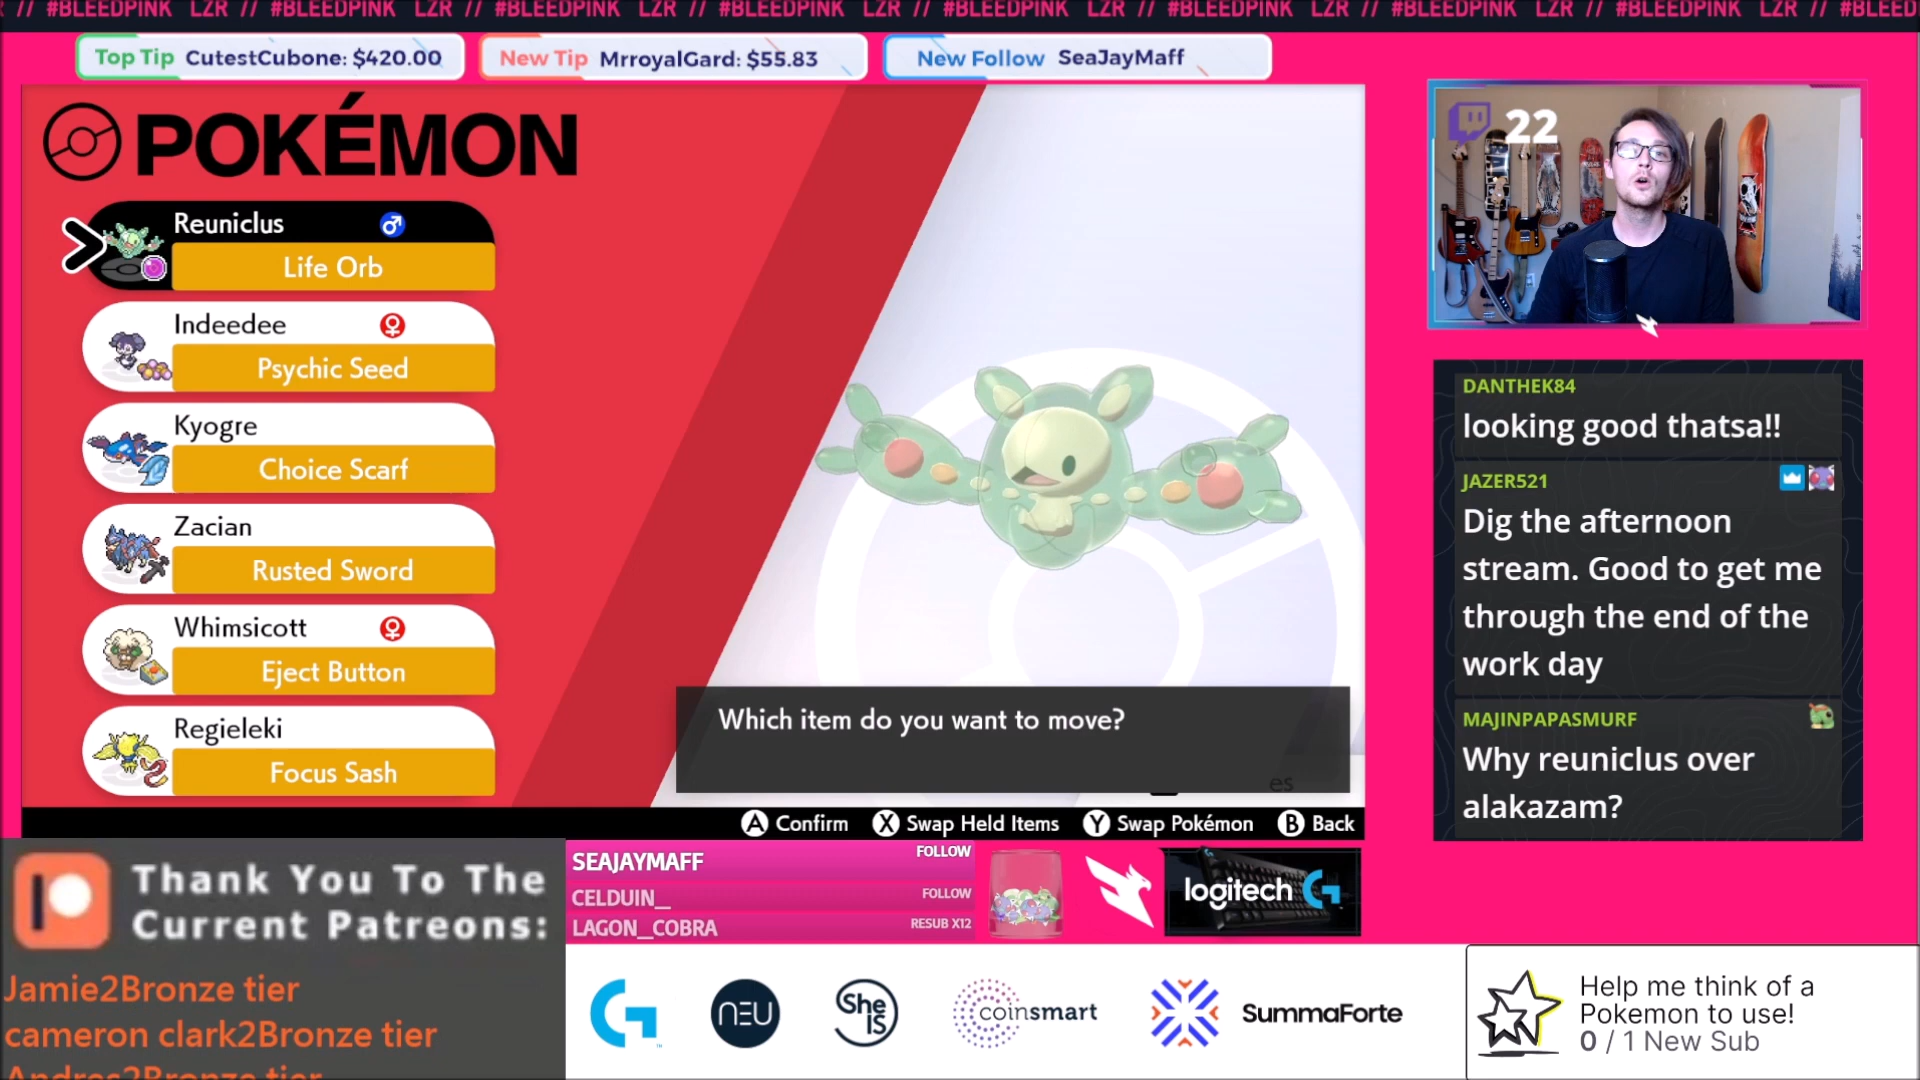 // #BLEEDPINK LZR // #BLEEDPINK LZR // #BLEEDPINK LZR // #BLEEDPINK LZR // #BLEEDPINK LZR // #BLEEDPINK LZR // #BLEEDPINK LZR // #BLEEDPINK LZR // #BLEED
Top Tip CutestCubone: $420.00
New Tip MrroyalGard: $55.83
New Follow SeaJayMaff
POKÉMON
Reuniclus ♂
Life Orb
Indeedee ♀
Psychic Seed
Kyogre
Choice Scarf
Zacian
Rusted Sword
Whimsicott ♀
Eject Button
Regieleki
Focus Sash
Which item do you want to move?
es
A Confirm X Swap Held Items Y Swap Pokémon B Back
22
DANTHEK84
looking good thatsa!!
JAZER521
Dig the afternoon
stream. Good to get me
through the end of the
work day
MAJINPAPASMURF
Why reuniclus over
alakazam?
Thank You To The
Current Patreons:
Jamie2Bronze tier
cameron clark2Bronze tier
Andres2Bronze tier
SEAJAYMAFF FOLLOW
CELDUIN_ FOLLOW
LAGON_COBRA RESUB X12
logitech G
G
NEU
She
IS
coinsmart
SummaForte
Help me think of a
Pokemon to use!
0 / 1 New Sub